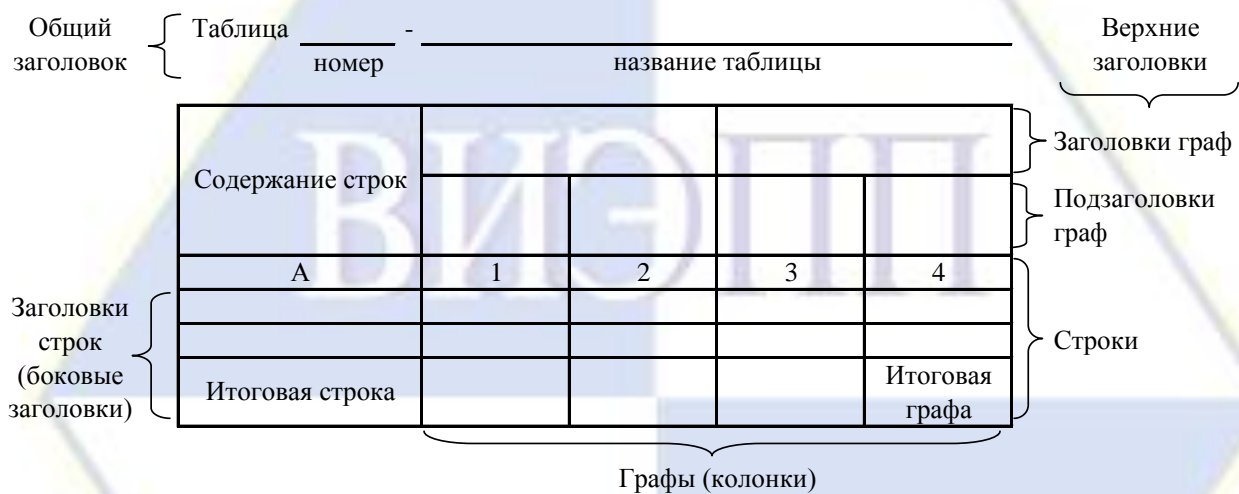 Общий
заголовок
Таблица -
номер
название таблицы
Верхние
заголовки
ВИЭПП
Содержание строк
Заголовки граф
Подзаголовки
граф
А 1 2 3 4
Заголовки
строк
(боковые
заголовки)
Строки
Итоговая строка
Итоговая
графа
Графы (колонки)